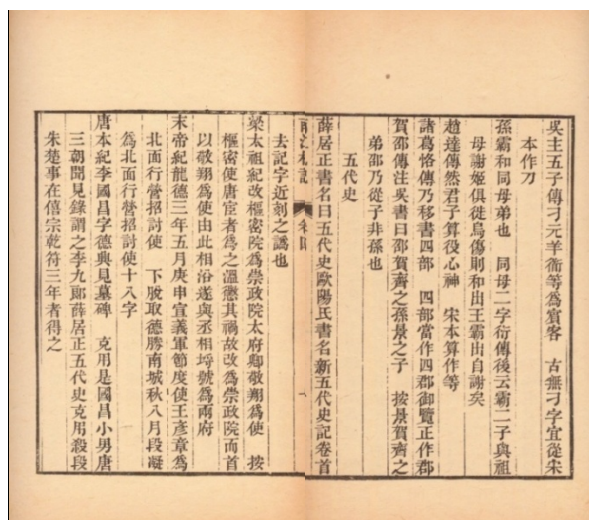 吳主五子傳刁元羊衜等爲賓客　古無刁字宜從宋
本作刀
孫霸和同母弟也　同母二字衍傳後云霸二子與祖
母謝姬俱徙烏傷則和出王霸出自謝矣
趙達傳然君子算役心神　宋本算作等
諸葛恪傳乃移書四部　四部當作四郡御覽正作郡
賀邵傳注吳書曰邵賀齊之孫景之子　按景賀齊之
弟邵乃從子非孫也
五代史
薛居正書名曰五代史歐陽氏書名新五代史記卷首
去記字近刻之譌也
梁太祖紀改樞密院爲崇政院太府卿敬翔爲使　按
樞密使唐宦者爲之溫懲其禍故改爲崇政院而首
以敬翔爲使由此相沿遂與丞相埒號爲兩府
末帝紀龍德三年五月庚申宣義軍節度使王彥章爲
北面行營招討使　下脫取德勝南城秋八月段凝
爲北面行營招討使十八字
唐本紀李國昌字德興見墓碑　克用是國昌小男唐
三朝聞見錄謂之李九郎薛居正五代史克用殺段
文楚事在僖宗乾符三年者得之